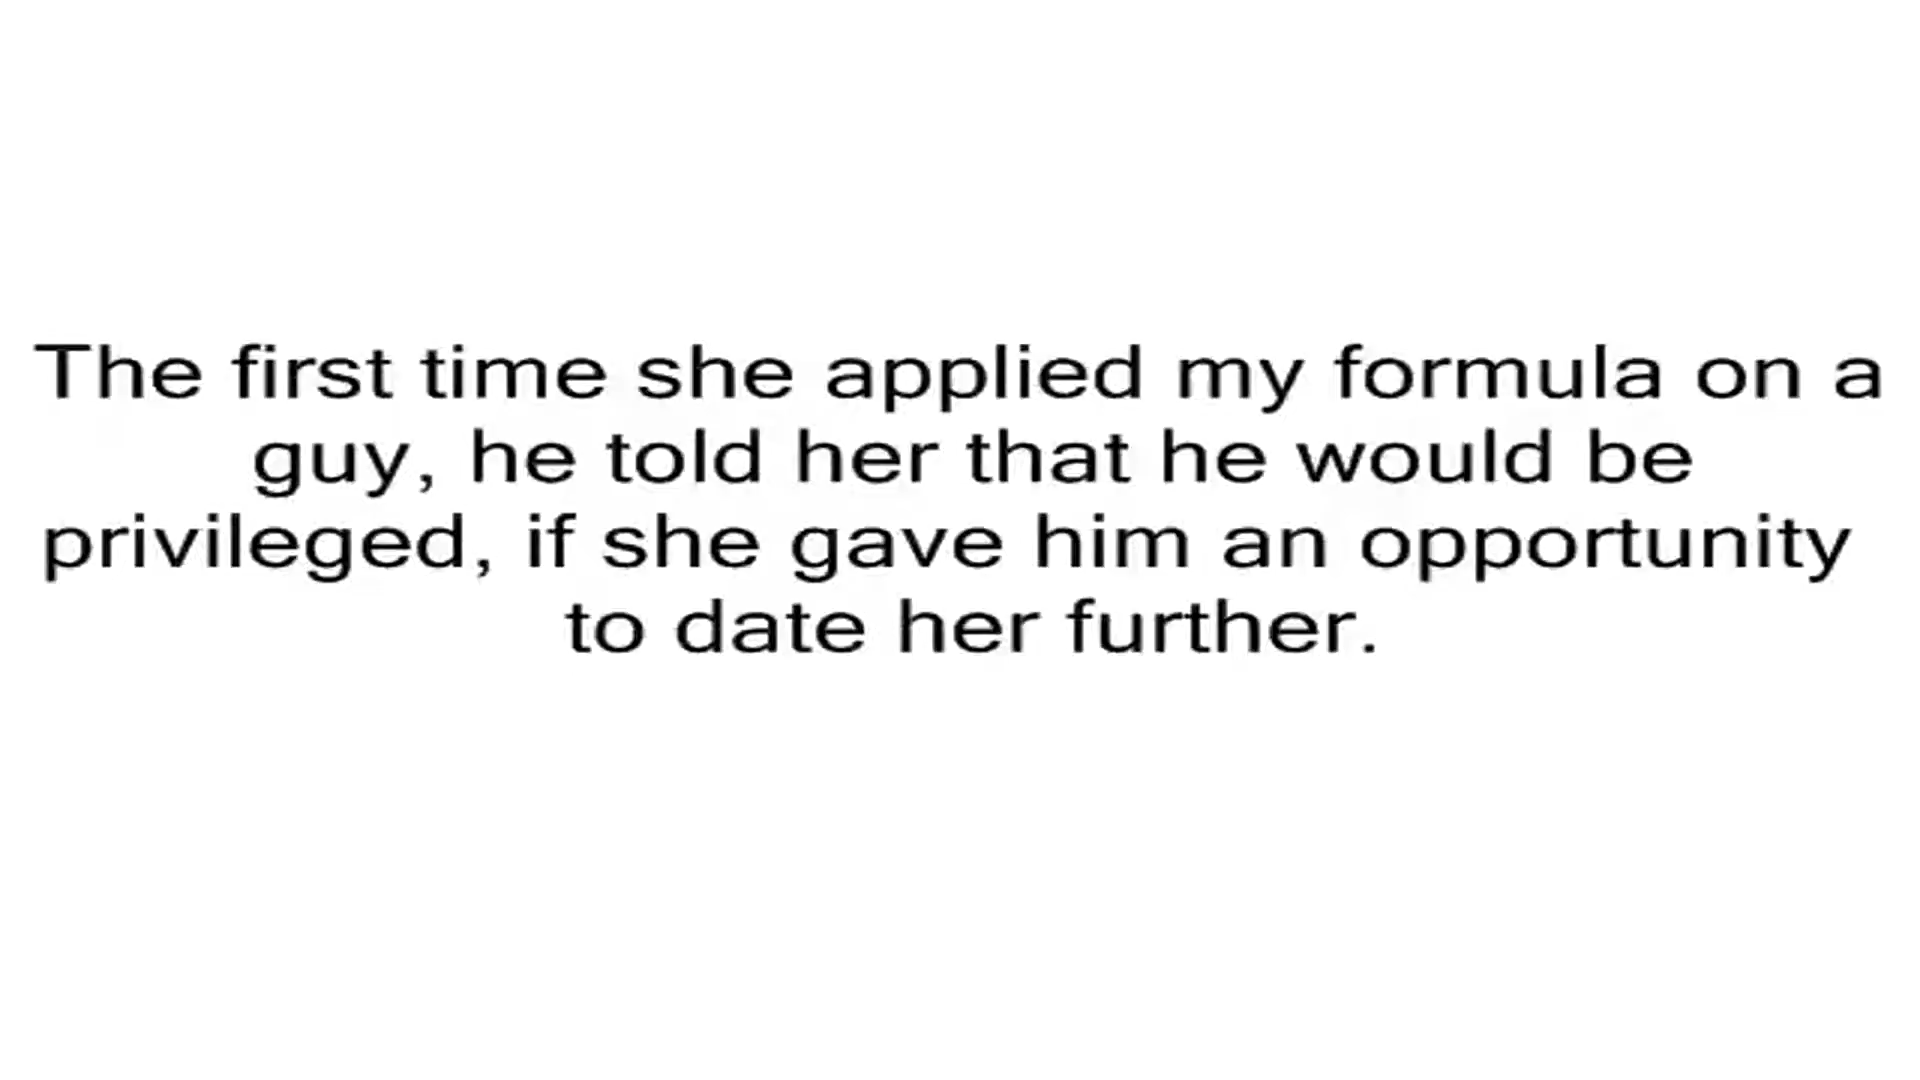 The first time she applied my formula on a
guy, he told her that he would be
privileged, if she gave him an opportunity
to date her further.